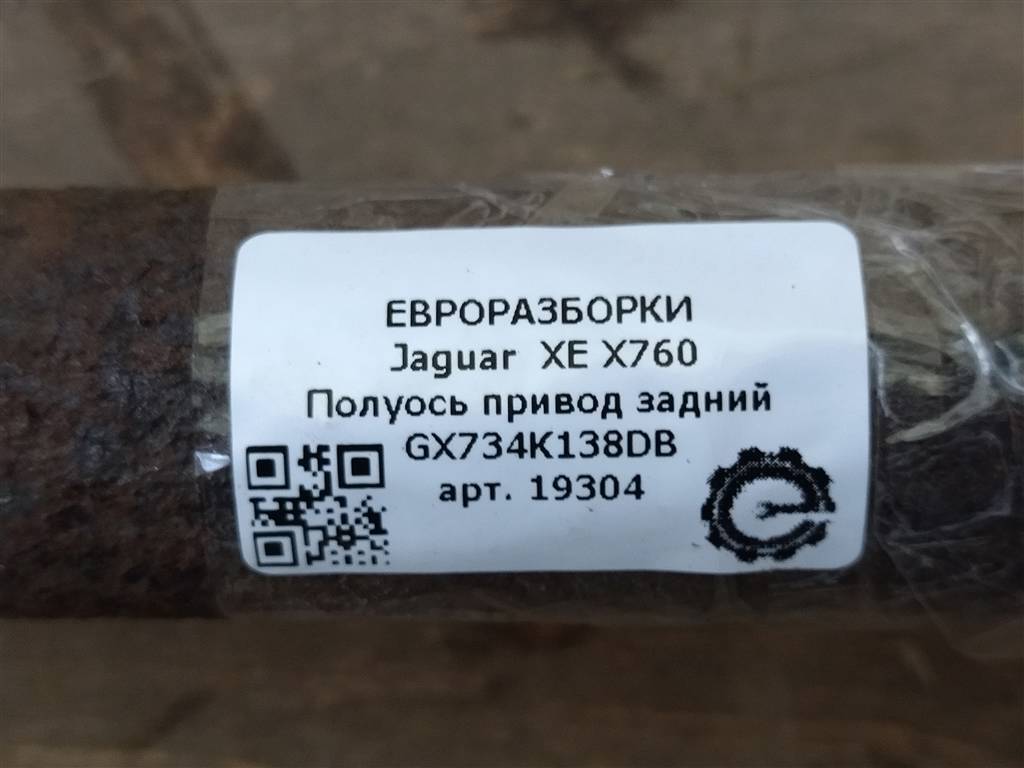 ЕВРОРАЗБОРКИ
Jaguar XE X760
Полуось привод задний
GX734K138DB
арт. 19304